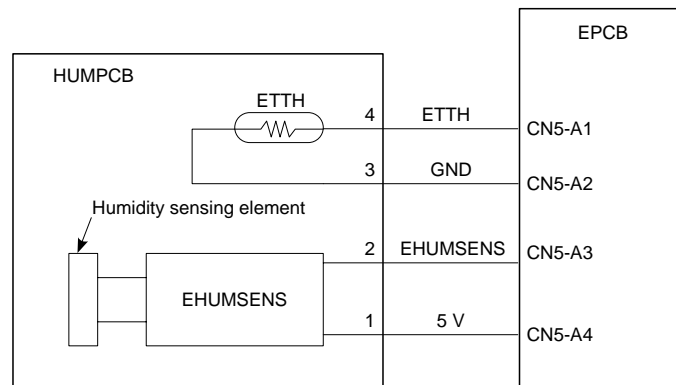 EPCB
HUMPCB
ETTH
4 ETTH CN5-A1
3 GND CN5-A2
Humidity sensing element
2 EHUMSENS CN5-A3
EHUMSENS
1 5 V CN5-A4